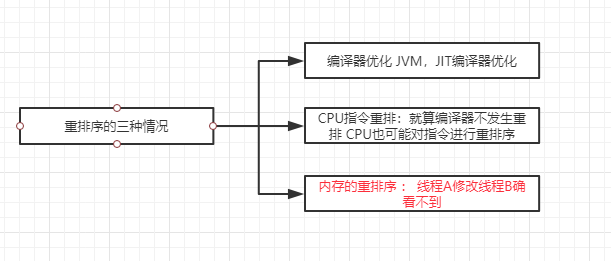 编译器优化 JVM，JIT编译器优化
重排序的三种情况
CPU指令重排：就算编译器不发生重
排 CPU也可能对指令进行重排序
内存的重排序： 线程A修改线程B确
看不到